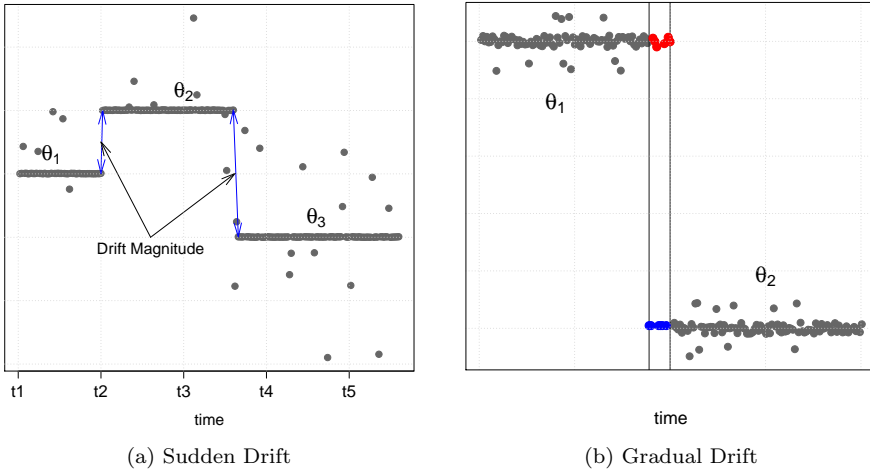 θ1
θ2
θ3
Drift Magnitude
t1 t2 t3 t4 t5
time
(a) Sudden Drift
θ1
θ2
time
(b) Gradual Drift